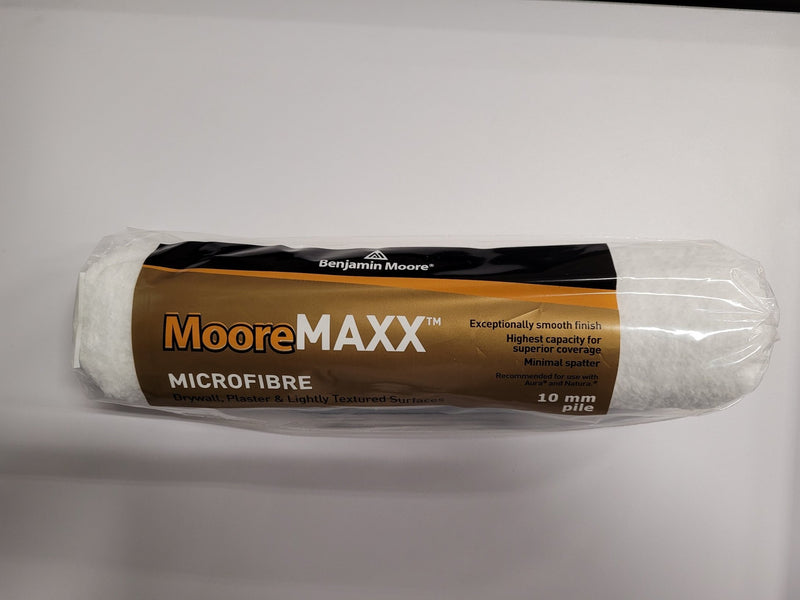 Benjamin Moore®
MooreMAXX™
MICROFIBRE
Drywall, Plaster & Lightly Textured Surfaces
Exceptionally smooth finish
Highest capacity for
superior coverage
Minimal spatter
Recommended for use with
Aura® and Natura.®
10 mm
pile